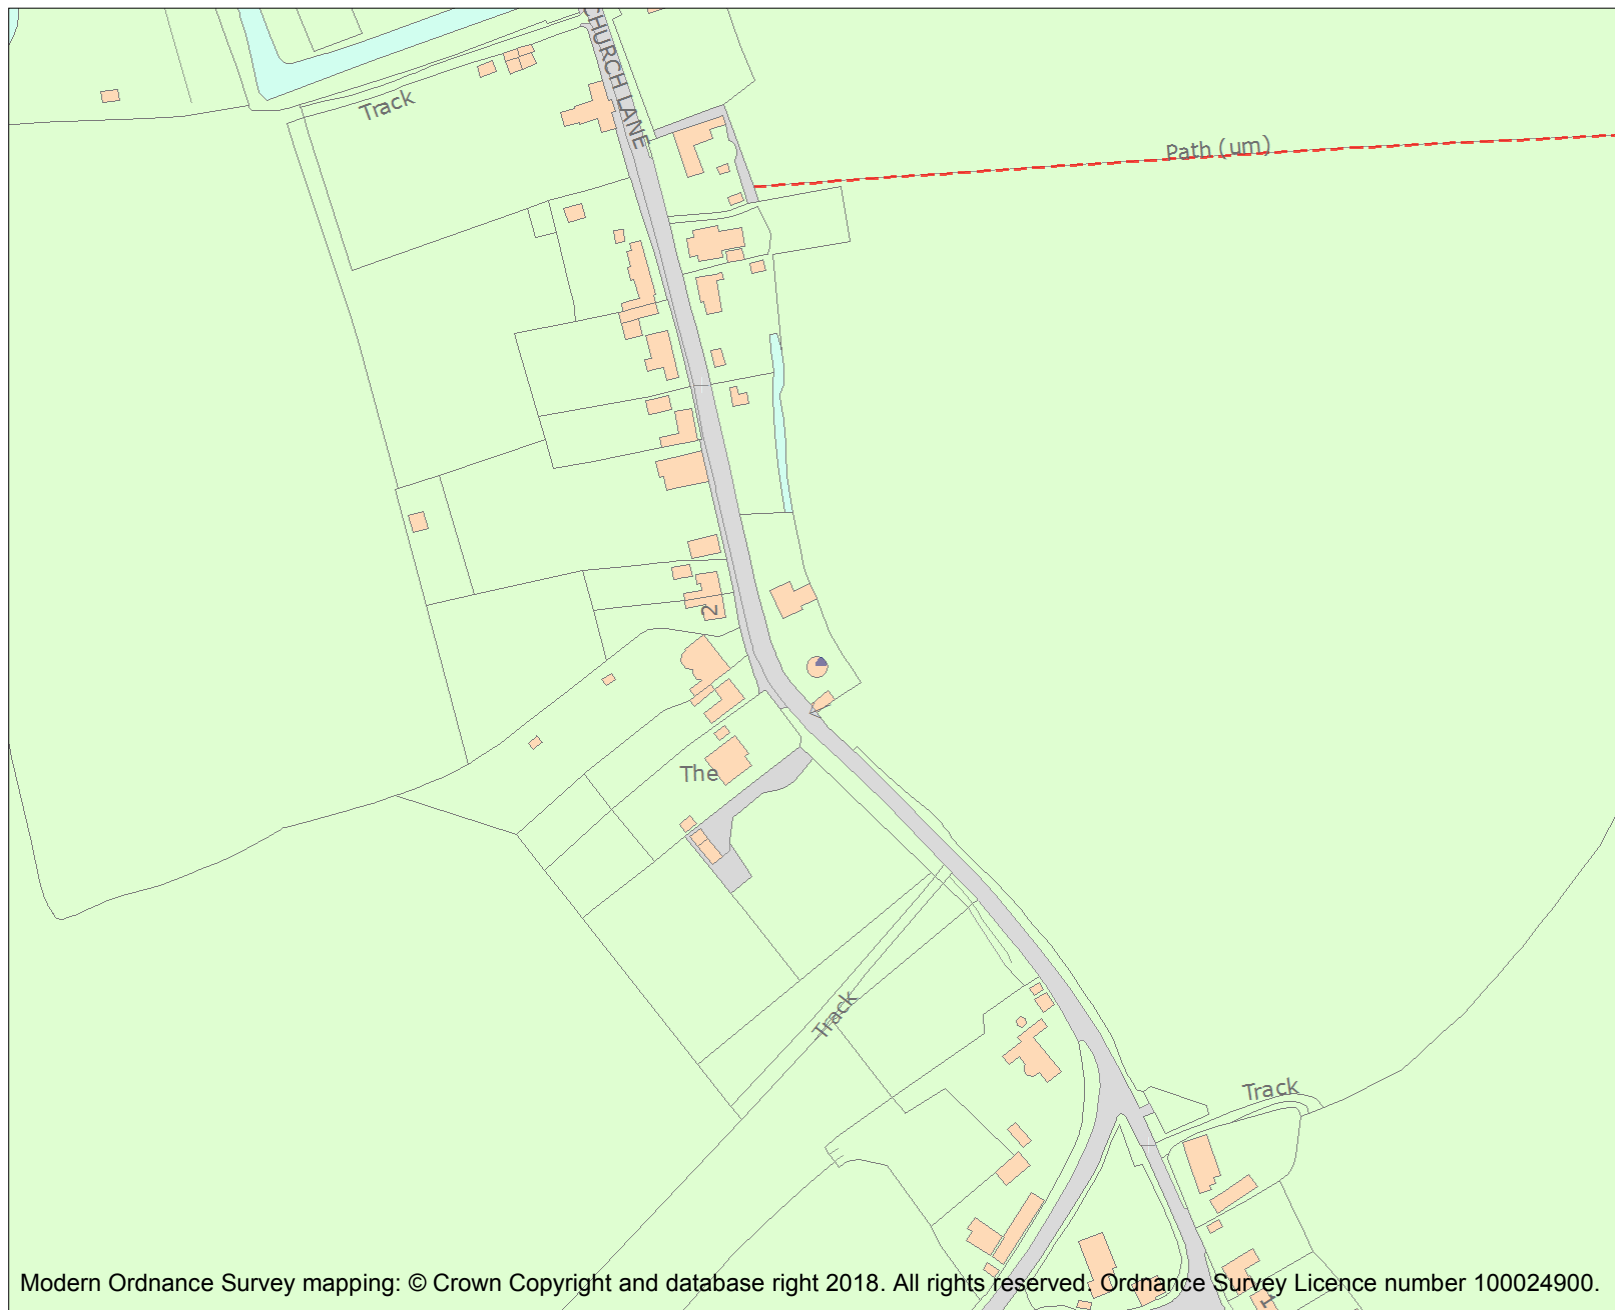 CHURCH LANE
Track
Path (um)
2
The
Track
Track
1
Modern Ordnance Survey mapping: © Crown Copyright and database right 2018. All rights reserved. Ordnance Survey Licence number 100024900.